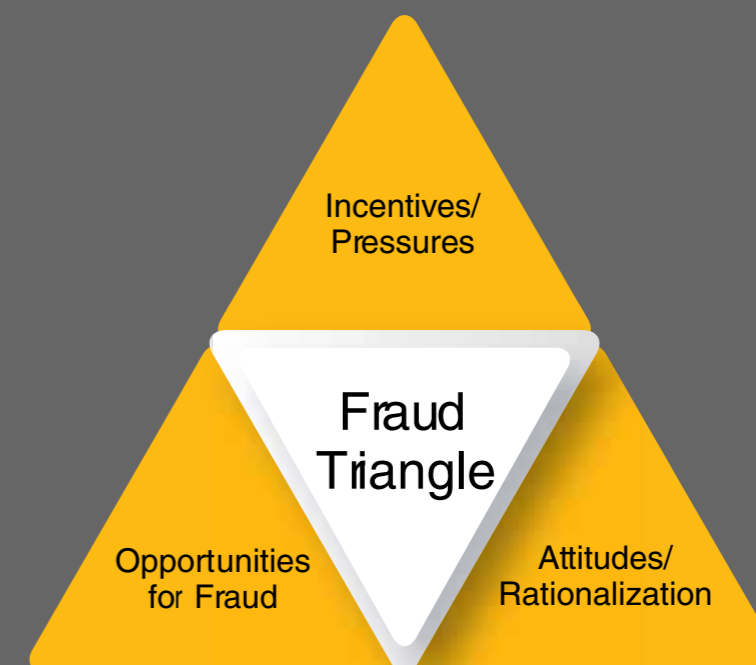 Incentives/
Pressures
Fraud
Triangle
Opportunities
for Fraud
Attitudes/
Rationalization